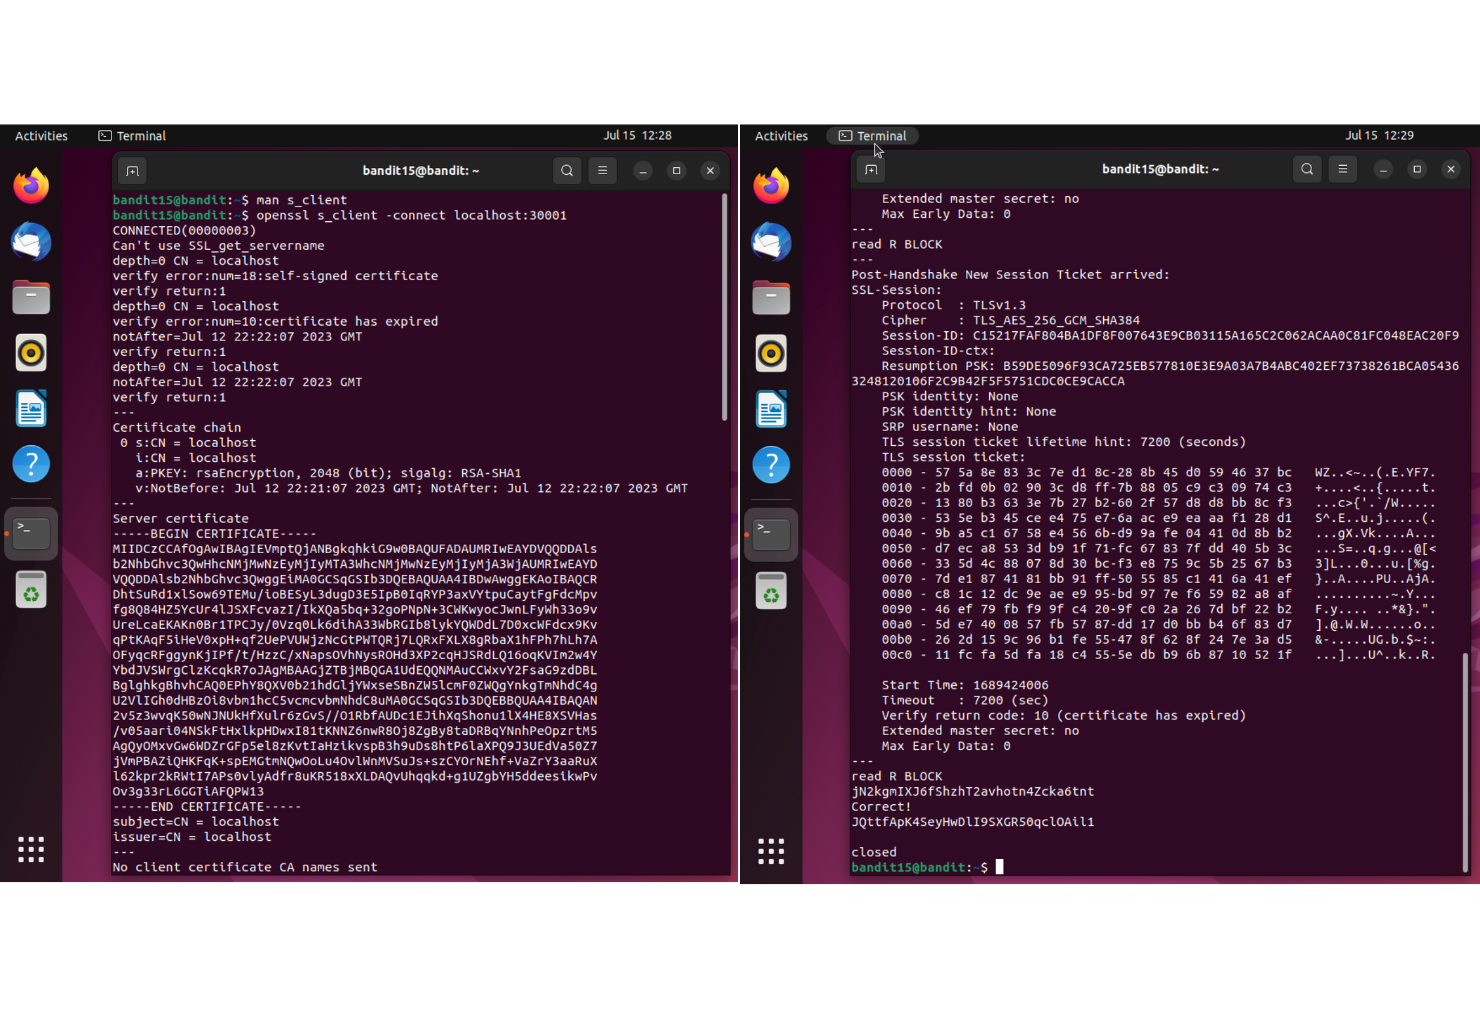 Activities
Terminal
Jul 15 12:28
bandit15@bandit: ~
bandit15@bandit:~$ man s_client
bandit15@bandit:~$ openssl s_client -connect localhost:30001
CONNECTED(00000003)
Can't use SSL_get_servername
depth=0 CN = localhost
verify error:num=18:self-signed certificate
verify return:1
depth=0 CN = localhost
verify error:num=10:certificate has expired
notAfter=Jul 12 22:22:07 2023 GMT
verify return:1
depth=0 CN = localhost
notAfter=Jul 12 22:22:07 2023 GMT
verify return:1
---
Certificate chain
 0 s:CN = localhost
   i:CN = localhost
   a:PKEY: rsaEncryption, 2048 (bit); sigalg: RSA-SHA1
   v:NotBefore: Jul 12 22:21:07 2023 GMT; NotAfter: Jul 12 22:22:07 2023 GMT
---
Server certificate
-----BEGIN CERTIFICATE-----
MIIDCzCCAfOgAwIBAgIEVmptQjANBgkqhkiG9w0BAQUFADAUMRIwEAYDVQQDDAls
b2NhbGhvc3QwHhcNMjMwNzEyMjIyMTA3WhcNMjMwNzEyMjIyMjA3WjAUMRIwEAYD
VQQDDAlsb2NhbGhvc3QwggEiMA0GCSqGSIb3DQEBAQUAA4IBDwAwggEKAoIBAQCR
DhtSuRd1xlSow69TEMu/ioBESyL3dugD3E5IpB0IqRYP3axVYtpuCaytFgFdcMpv
fg8Q84HZ5YcUr4lJSXFcvazI/IkXQa5bq+32goPNpN+3CWKwyocJwnLFyWh33o9v
UreLcaEKAKn0Br1TPCJy/0Vzq0Lk6dihA33WbRGIb8lykYQWDdL7D0xcWFdcx9Kv
qPtKAqF5iHeV0xpH+qf2UePVUWjzNcGtPWTQRj7LQRxFXLX8gRbaX1hFPh7hLh7A
OFyqcRFggynKjIPf/t/HzzC/xNapsOVhNysROHd3XP2cqHJSRdLQ16oqKVIm2w4Y
YbdJVSWrgClzKcqkR7oJAgMBAAGjZTBjMBQGA1UdEQQNMAuCCWxvY2FsaG9zdDBL
BglghkgBhvhCAQ0EPhY8QXV0b21hdGljYWxseSBnZW5lcmF0ZWQgYnkgTmNhdC4g
U2VlIGh0dHBzOi8vbm1hcC5vcmcvbmNhdC8uMA0GCSqGSIb3DQEBBQUAA4IBAQAN
2v5z3wvqK50wNJNUkHfXulr6zGvS//O1RbfAUDc1EJihXqShonu1lX4HE8XSVHas
/v05aari04NSkFtHxlkpHDwxI81tKNNZ6nwR8Oj8ZgBy8taDRBqYNnhPeOpzrtM5
AgQyOMxvGw6WDZrGFp5el8zKvtIaHzikvspB3h9uDs8htP6laXPQ9J3UEdVa50Z7
jVmPBAZiQHKFqK+spEMGtmNQwOoLu4OvlWnMVSuJs+szCYOrNEhf+VaZrY3aaRuX
l62kpr2kRWtI7APs0vlyAdfr8uKR518xXLDAQvUhqqkd+g1UZgbYH5ddeesikwPv
Ov3g33rL6GGTiAFQPW13
-----END CERTIFICATE-----
subject=CN = localhost
issuer=CN = localhost
---
No client certificate CA names sent
Activities
Terminal
Jul 15 12:29
bandit15@bandit: ~
    Extended master secret: no
    Max Early Data: 0
---
read R BLOCK
---
Post-Handshake New Session Ticket arrived:
SSL-Session:
    Protocol  : TLSv1.3
    Cipher    : TLS_AES_256_GCM_SHA384
    Session-ID: C15217FAF804BA1DF8F007643E9CB03115A165C2C062ACAA0C81FC048EAC20F9
    Session-ID-ctx:
    Resumption PSK: B59DE5096F93CA725EB577810E3E9A03A7B4ABC402EF73738261BCA05436
3248120106F2C9B42F5F5751CDC0CE9CACCA
    PSK identity: None
    PSK identity hint: None
    SRP username: None
    TLS session ticket lifetime hint: 7200 (seconds)
    TLS session ticket:
    0000 - 57 5a 8e 83 3c 7e d1 8c-28 8b 45 d0 59 46 37 bc   WZ..<~..(.E.YF7.
    0010 - 2b fd 0b 02 90 3c d8 ff-7b 88 05 c9 c3 09 74 c3   +....<..{.....t.
    0020 - 13 80 b3 63 3e 7b 27 b2-60 2f 57 d8 d8 bb 8c f3   ...c>{'.`/W.....
    0030 - 53 5e b3 45 ce e4 75 e7-6a ac e9 ea aa f1 28 d1   S^.E..u.j.....(.
    0040 - 9b a5 c1 67 58 e4 56 6b-d9 9a fe 04 41 0d 8b b2   ...gX.Vk....A...
    0050 - d7 ec a8 53 3d b9 1f 71-fc 67 83 7f dd 40 5b 3c   ...S=..q.g...@[<
    0060 - 33 5d 4c 88 07 8d 30 bc-f3 e8 75 9c 5b 25 67 b3   3]L...0...u.[%g.
    0070 - 7d e1 87 41 81 bb 91 ff-50 55 85 c1 41 6a 41 ef   }..A....PU..AjA.
    0080 - c8 1c 12 dc 9e ae e9 95-bd 97 7e f6 59 82 a8 af   ..........~.Y...
    0090 - 46 ef 79 fb f9 9f c4 20-9f c0 2a 26 7d bf 22 b2   F.y.... ..*&}.".
    00a0 - 5d e7 40 08 57 fb 57 87-dd 17 d0 bb b4 6f 83 d7   ].@.W.W......o..
    00b0 - 26 2d 15 9c 96 b1 fe 55-47 8f 62 8f 24 7e 3a d5   &-.....UG.b.$~:.
    00c0 - 11 fc fa 5d fa 18 c4 55-5e db b9 6b 87 10 52 1f   ...]...U^..k..R.
    Start Time: 1689424006
    Timeout   : 7200 (sec)
    Verify return code: 10 (certificate has expired)
    Extended master secret: no
    Max Early Data: 0
---
read R BLOCK
jN2kgmIXJ6fShzhT2avhotn4Zcka6tnt
Correct!
JQttfApK4SeyHwDlI9SXGR50qclOAil1
closed
bandit15@bandit:~$